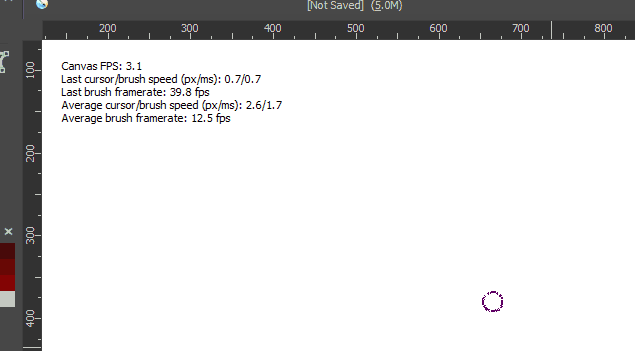 [Not Saved] (5.0M)
200 300 400 500 600 700 800
100
200
300
400
Canvas FPS: 3.1
Last cursor/brush speed (px/ms): 0.7/0.7
Last brush framerate: 39.8 fps
Average cursor/brush speed (px/ms): 2.6/1.7
Average brush framerate: 12.5 fps